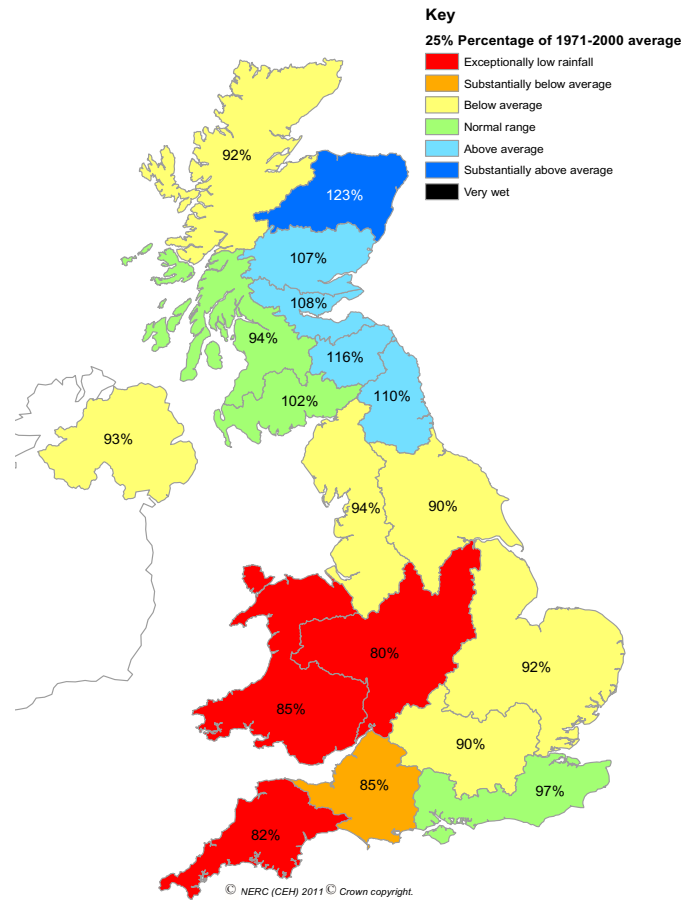 Key
25% Percentage of 1971-2000 average
Exceptionally low rainfall
Substantially below average
Below average
Normal range
Above average
Substantially above average
Very wet
92%
123%
107%
108%
94%
116%
110%
102%
93%
94%
90%
80%
92%
85%
90%
85%
97%
82%
© NERC (CEH) 2011 © Crown copyright.